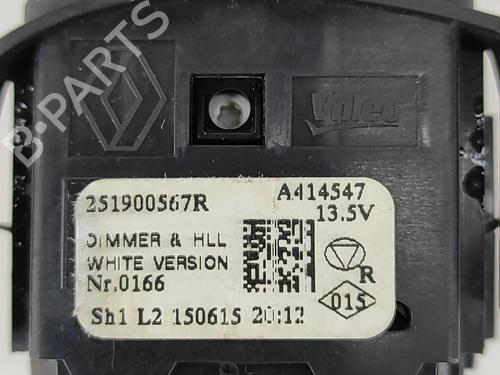 B-PARTS
Valeo
251900567R
A414547
13.5V
DIMMER & HLL
WHITE VERSION
Nr.0166
R
015
Sh1 L2 150615 20:12